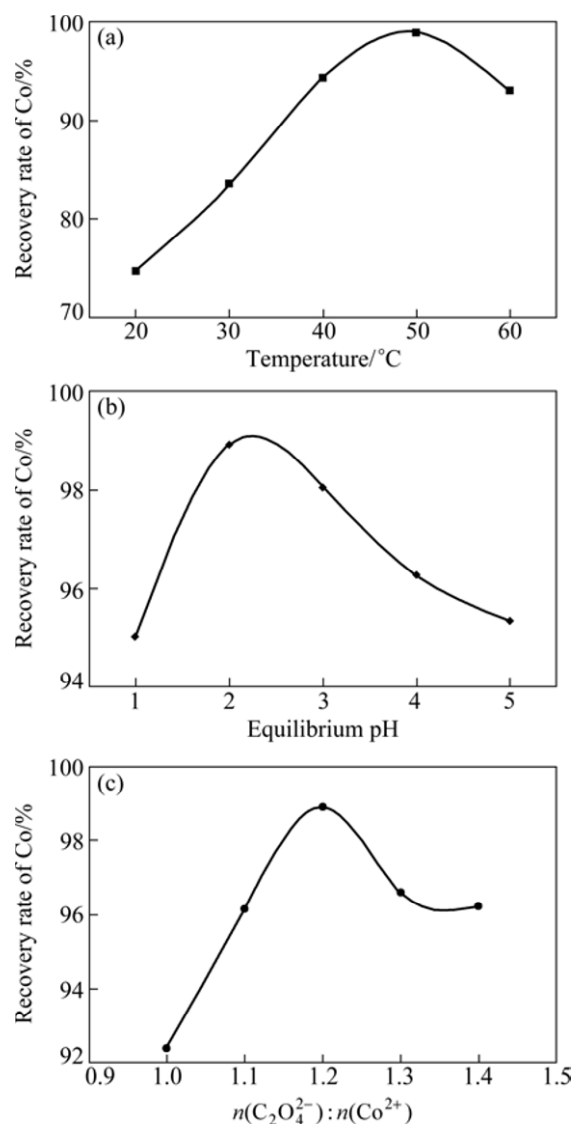 (a)
Recovery rate of Co/%
100
90
80
70
20 30 40 50 60
Temperature/°C
(b)
Recovery rate of Co/%
100
98
96
94
1 2 3 4 5
Equilibrium pH
(c)
Recovery rate of Co/%
100
98
96
94
92
0.9 1.0 1.1 1.2 1.3 1.4 1.5
n(C₂O₄²⁻):n(Co²⁺)